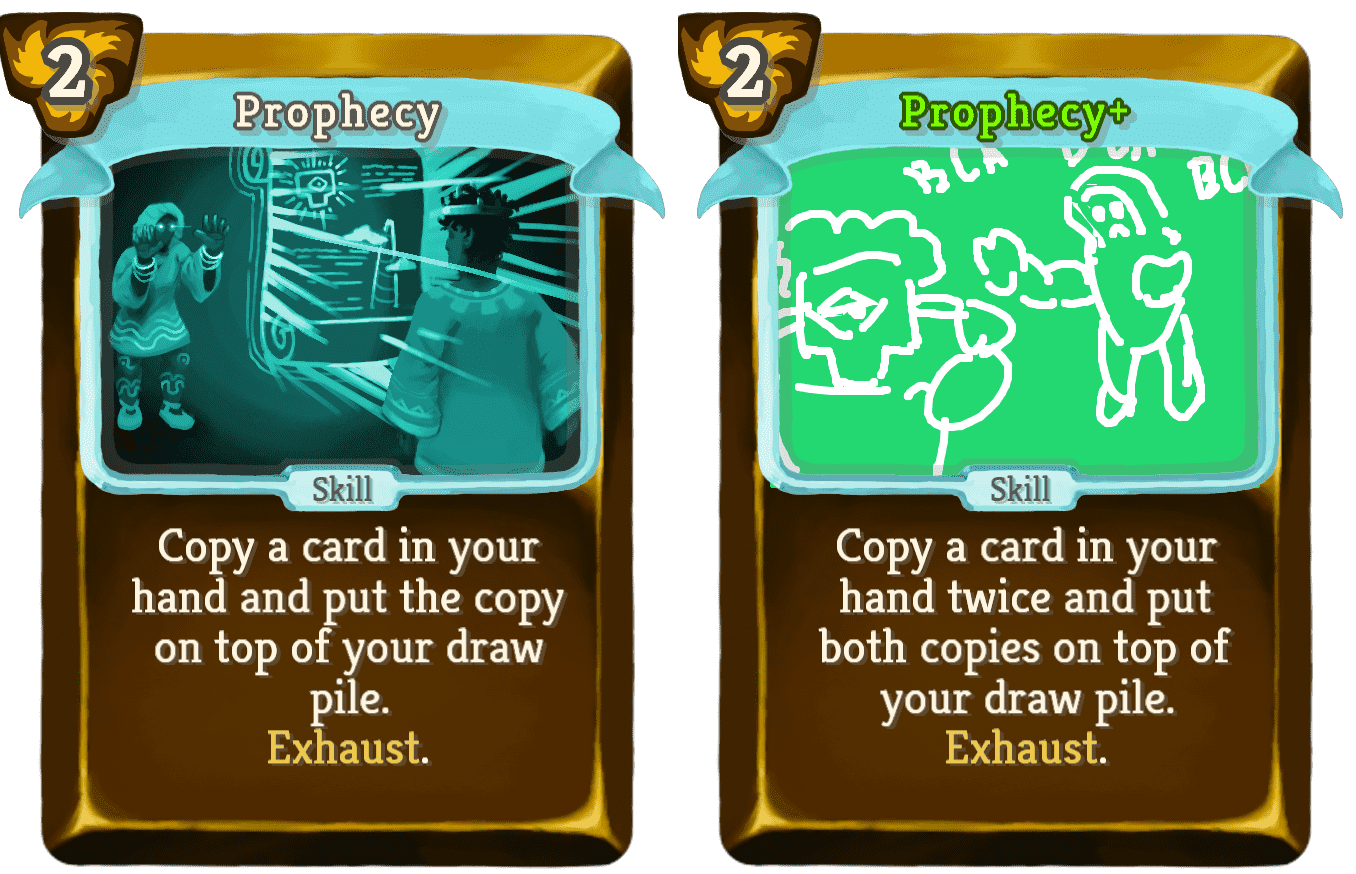 2
Prophecy
Skill
Copy a card in your
hand and put the copy
on top of your draw
pile.
Exhaust.
2
Prophecy+
Skill
Copy a card in your
hand twice and put
both copies on top of
your draw pile.
Exhaust.